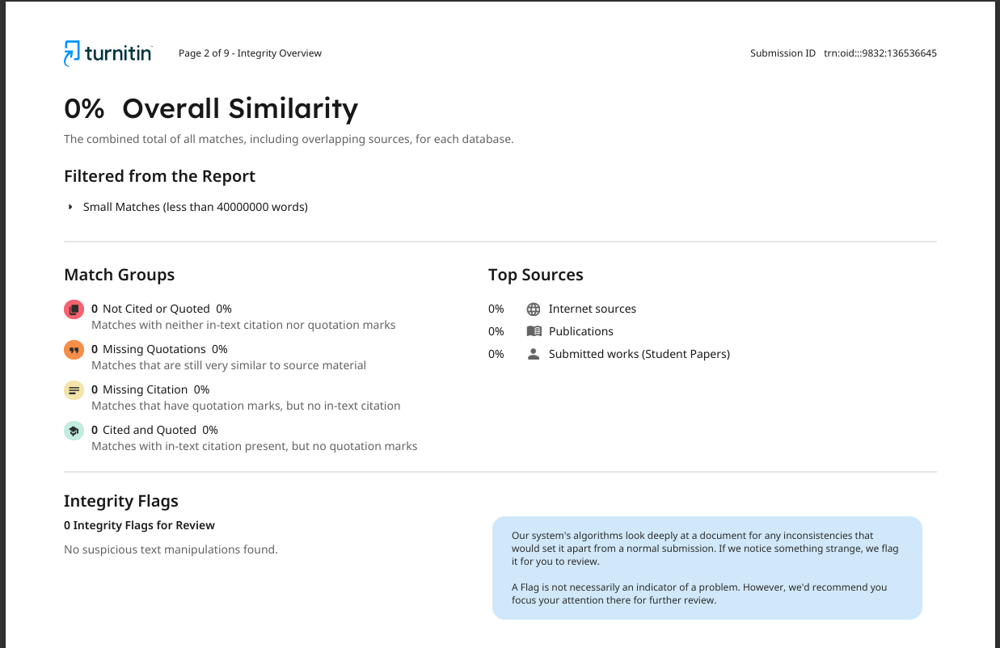 turnitin Page 2 of 9 - Integrity Overview Submission ID trn:oid:::9832:136536645
0% Overall Similarity
The combined total of all matches, including overlapping sources, for each database.
Filtered from the Report
Small Matches (less than 40000000 words)
Match Groups
0 Not Cited or Quoted 0%
Matches with neither in-text citation nor quotation marks
0 Missing Quotations 0%
Matches that are still very similar to source material
0 Missing Citation 0%
Matches that have quotation marks, but no in-text citation
0 Cited and Quoted 0%
Matches with in-text citation present, but no quotation marks
Top Sources
0% Internet sources
0% Publications
0% Submitted works (Student Papers)
Integrity Flags
0 Integrity Flags for Review
No suspicious text manipulations found.
Our system's algorithms look deeply at a document for any inconsistencies that
would set it apart from a normal submission. If we notice something strange, we flag
it for you to review.
A Flag is not necessarily an indicator of a problem. However, we'd recommend you
focus your attention there for further review.